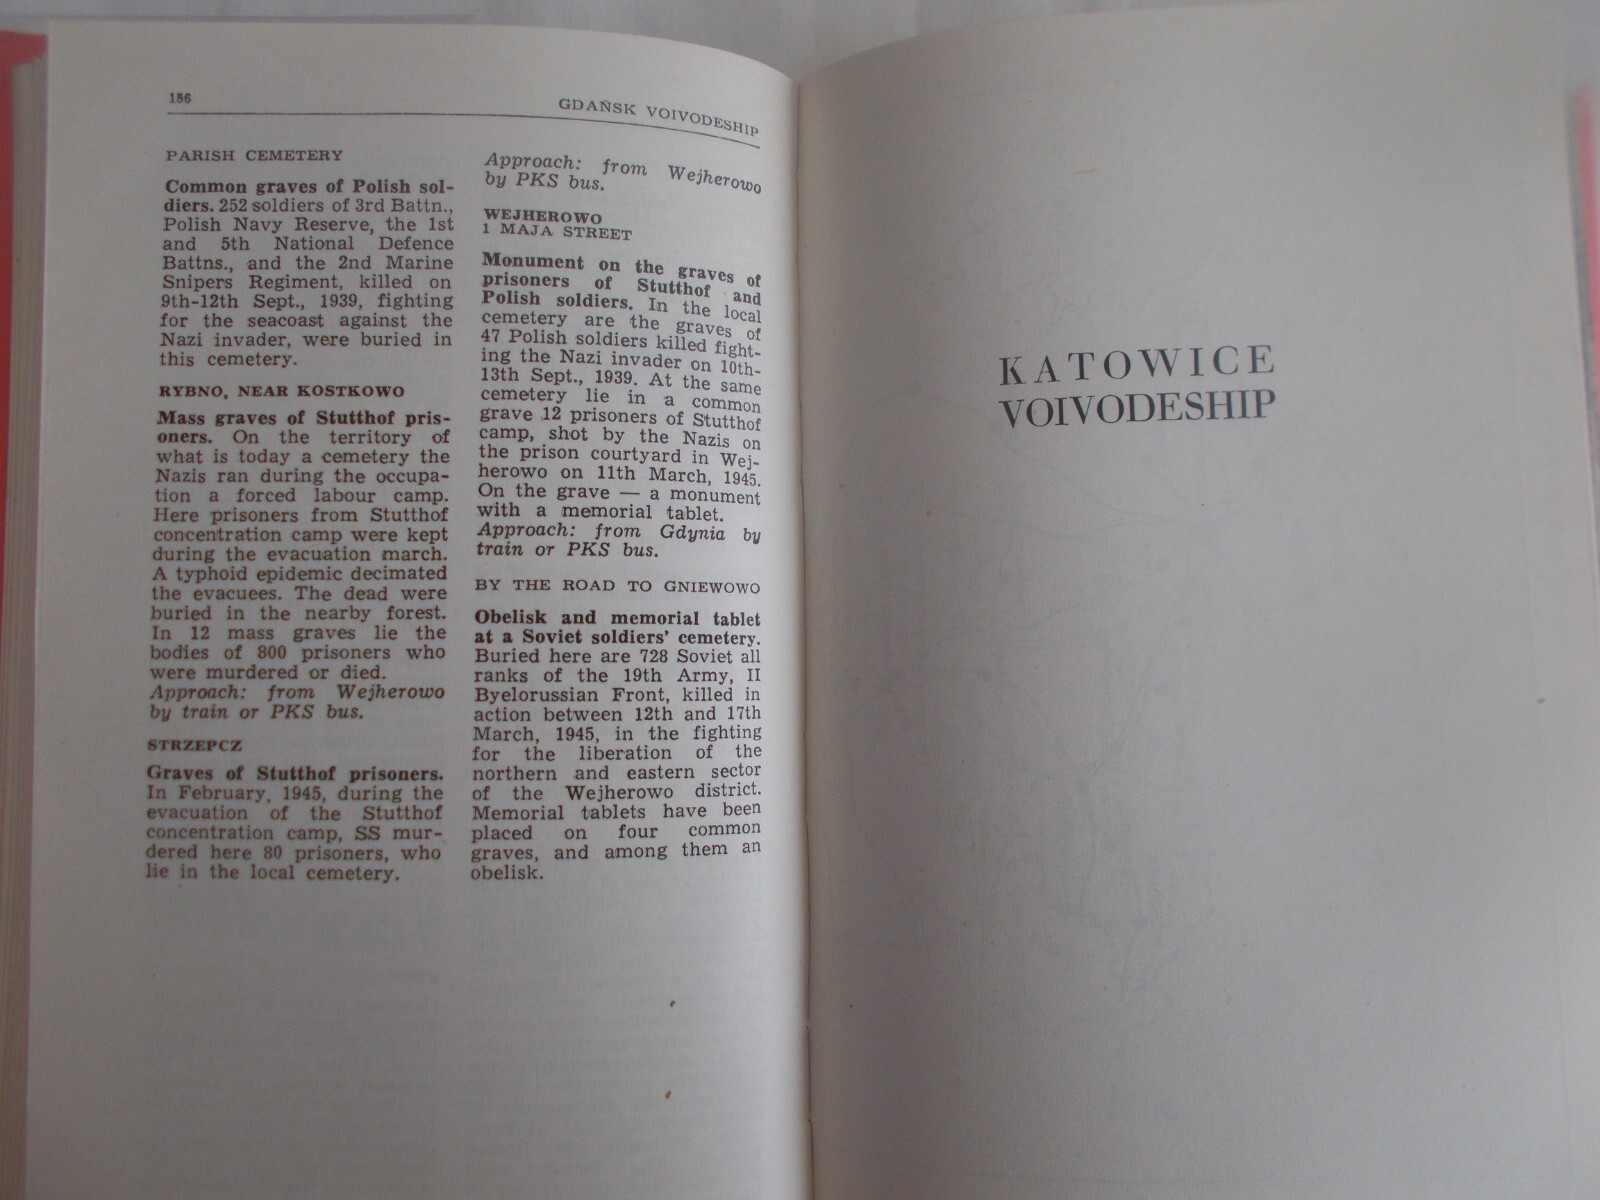 156
GDAŃSK VOIVODESHIP
PARISH CEMETERY
Common graves of Polish sol-
diers. 252 soldiers of 3rd Battn.,
Polish Navy Reserve, the 1st
and 5th National Defence
Battns., and the 2nd Marine
Snipers Regiment, killed on
9th-12th Sept., 1939, fighting
for the seacoast against the
Nazi invader, were buried in
this cemetery.
RYBNO, NEAR KOSTKOWO
Mass graves of Stutthof pris-
oners. On the territory of
what is today a cemetery the
Nazis ran during the occupa-
tion a forced labour camp.
Here prisoners from Stutthof
concentration camp were kept
during the evacuation march.
A typhoid epidemic decimated
the evacuees. The dead were
buried in the nearby forest.
In 12 mass graves lie the
bodies of 800 prisoners who
were murdered or died.
Approach: from Wejherowo
by train or PKS bus.
STRZEPCZ
Graves of Stutthof prisoners.
In February, 1945, during the
evacuation of the Stutthof
concentration camp, SS mur-
dered here 80 prisoners, who
lie in the local cemetery.
Approach: from Wejherowo
by PKS bus.
WEJHEROWO
1 MAJA STREET
Monument on the graves of
prisoners of Stutthof and
Polish soldiers. In the local
cemetery are the graves of
47 Polish soldiers killed fight-
ing the Nazi invader on 10th-
13th Sept., 1939. At the same
cemetery lie in a common
grave 12 prisoners of Stutthof
camp, shot by the Nazis on
the prison courtyard in Wej-
herowo on 11th March, 1945.
On the grave — a monument
with a memorial tablet.
Approach: from Gdynia by
train or PKS bus.
BY THE ROAD TO GNIEWOWO
Obelisk and memorial tablet
at a Soviet soldiers' cemetery.
Buried here are 728 Soviet all
ranks of the 19th Army, II
Byelorussian Front, killed in
action between 12th and 17th
March, 1945, in the fighting
for the liberation of the
northern and eastern sector
of the Wejherowo district.
Memorial tablets have been
placed on four common
graves, and among them an
obelisk.
KATOWICE
VOIVODESHIP